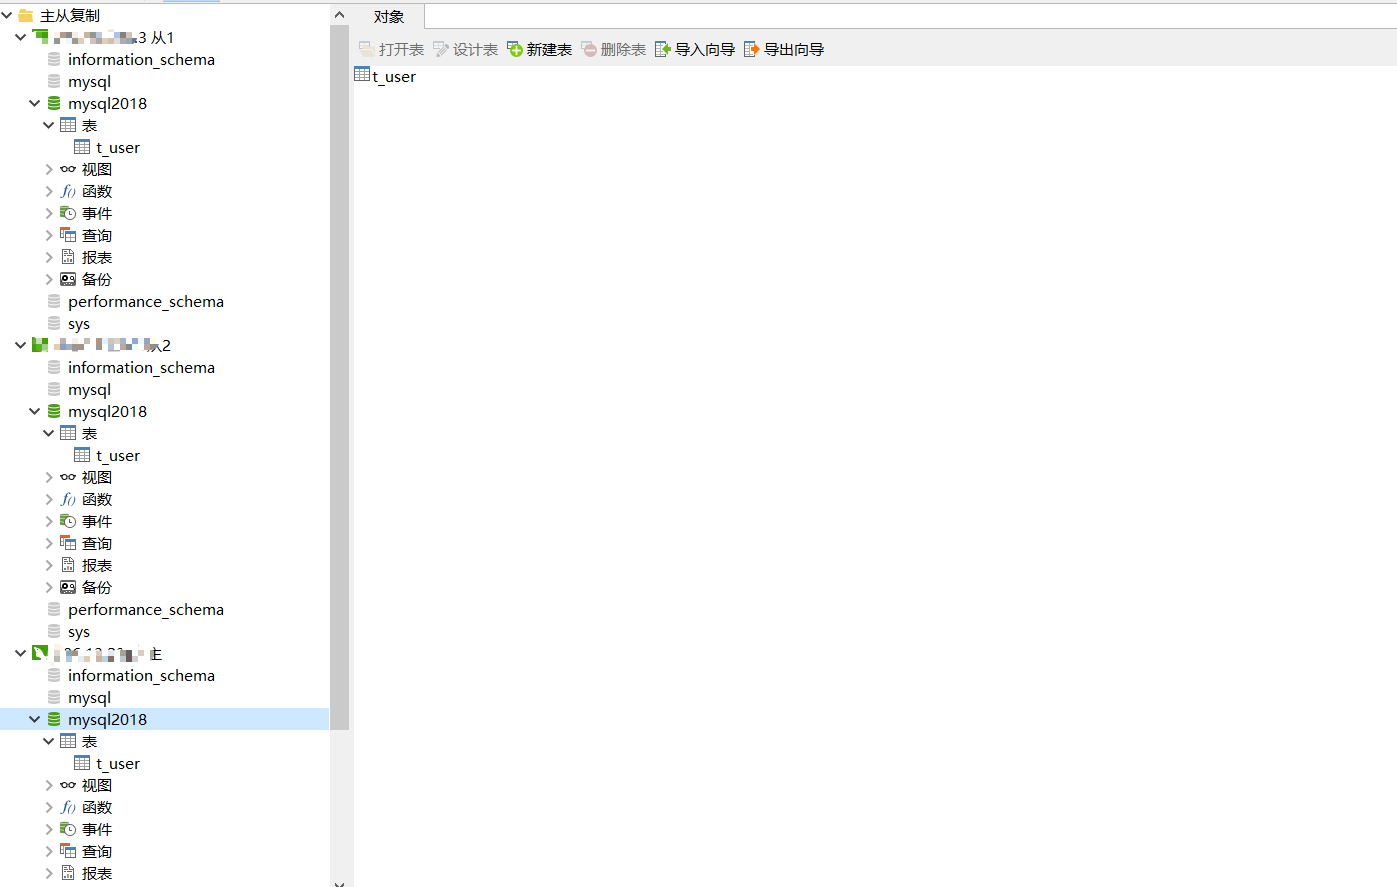 主从复制
.3 从1
information_schema
mysql
mysql2018
表
t_user
视图
函数
事件
查询
报表
备份
performance_schema
sys
从2
information_schema
mysql
mysql2018
表
t_user
视图
函数
事件
查询
报表
备份
performance_schema
sys
主
information_schema
mysql
mysql2018
表
t_user
视图
函数
事件
查询
报表
对象
打开表 设计表 新建表 删除表 导入向导 导出向导
t_user